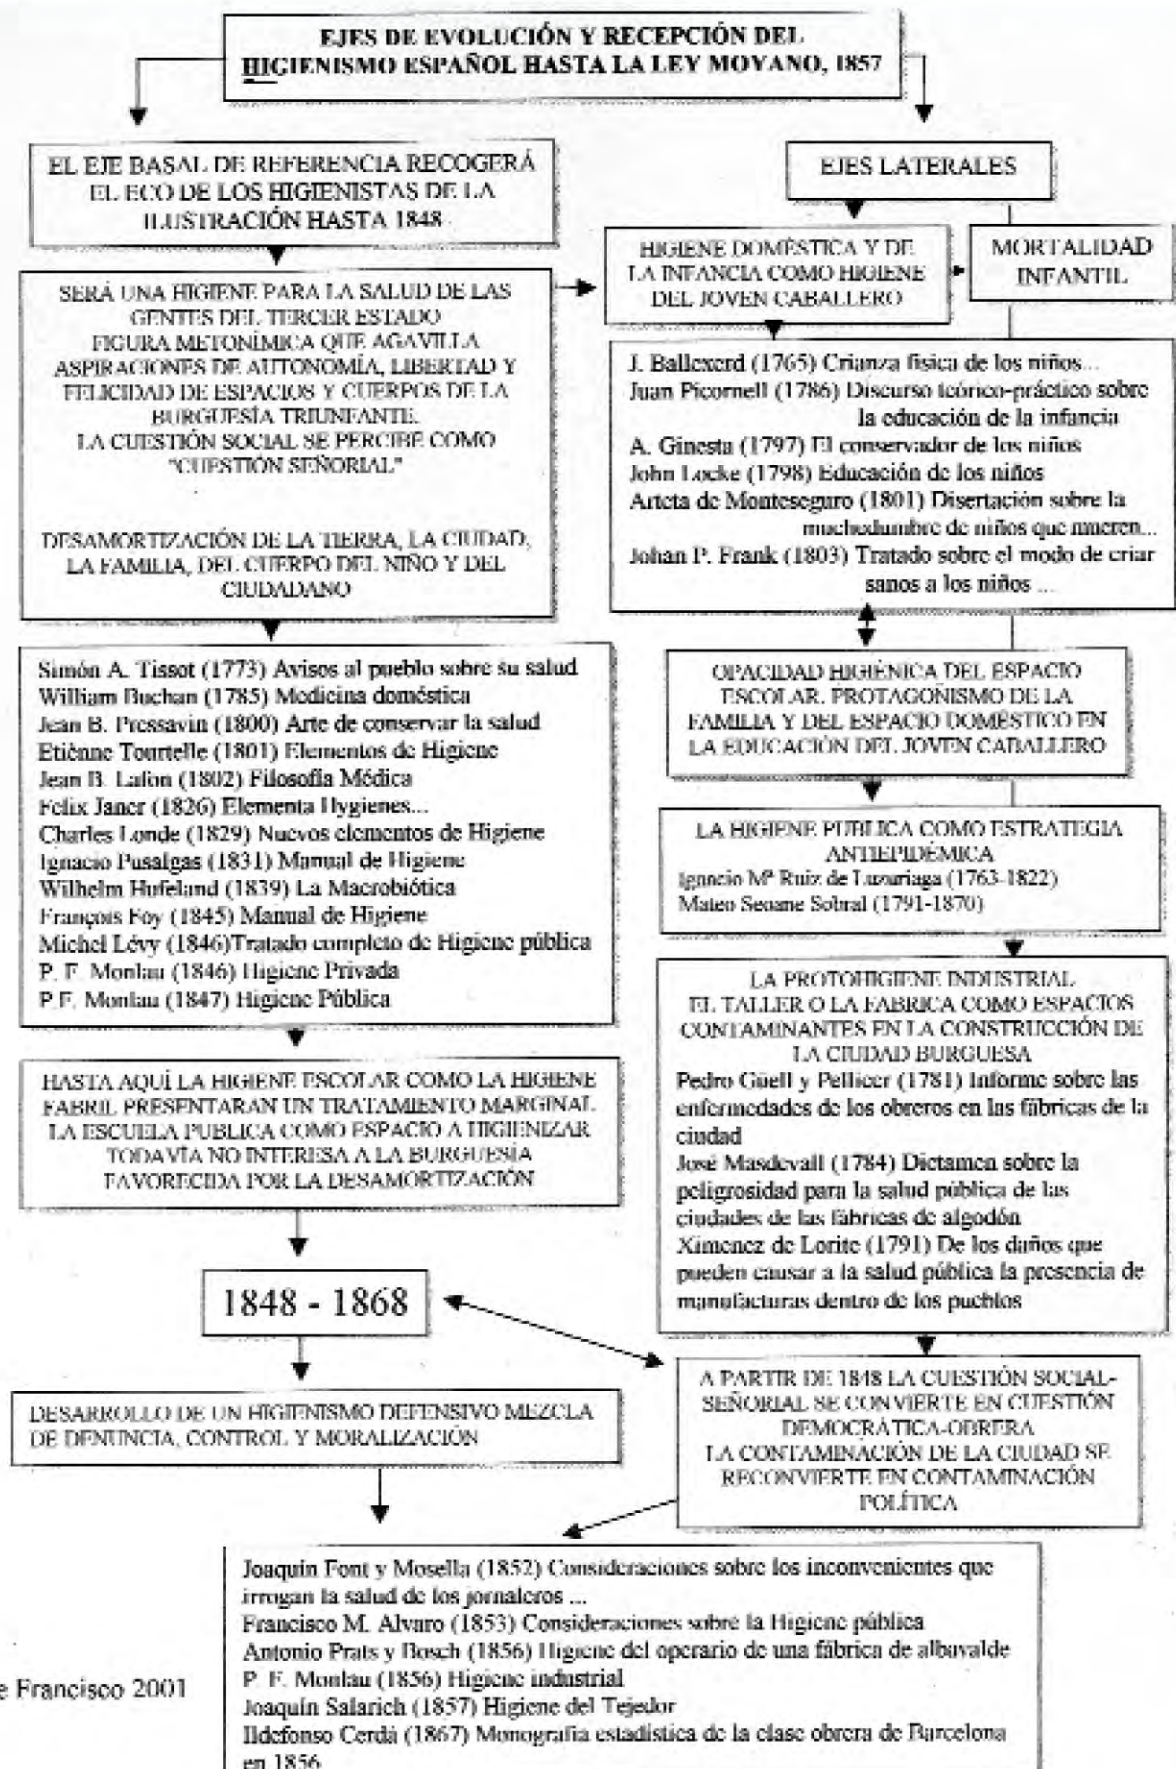 EJES DE EVOLUCIÓN Y RECEPCIÓN DEL
HIGIENISMO ESPAÑOL HASTA LA LEY MOYANO, 1857
EL EJE BASAL DE REFERENCIA RECOGERÁ
EL ECO DE LOS HIGIENISTAS DE LA
ILUSTRACIÓN HASTA 1848
SERÁ UNA HIGIENE PARA LA SALUD DE LAS
GENTES DEL TERCER ESTADO
FIGURA METONÍMICA QUE AGAVILLA
ASPIRACIONES DE AUTONOMÍA, LIBERTAD Y
FELICIDAD DE ESPACIOS Y CUERPOS DE LA
BURGUESÍA TRIUNFANTE.
LA CUESTIÓN SOCIAL SE PERCIBE COMO
"CUESTIÓN SEÑORIAL"
DESAMORTIZACIÓN DE LA TIERRA, LA CIUDAD,
LA FAMILIA, DEL CUERPO DEL NIÑO Y DEL
CIUDADANO
Simón A. Tissot (1773) Avisos al pueblo sobre su salud
William Buchan (1785) Medicina doméstica
Jean B. Pressavin (1800) Arte de conservar la salud
Etiènne Tourtelle (1801) Elementos de Higiene
Jean B. Lafon (1802) Filosofía Médica
Felix Janer (1826) Elementa Hygienes...
Charles Londe (1829) Nuevos elementos de Higiene
Ignacio Pusalgas (1831) Manual de Higiene
Wilhelm Hufeland (1839) La Macrobiótica
François Foy (1845) Manual de Higiene
Michel Lévy (1846)Tratado completo de Higiene pública
P. F. Monlau (1846) Higiene Privada
P.F. Monlau (1847) Higiene Pública
HASTA AQUÍ LA HIGIENE ESCOLAR COMO LA HIGIENE
FABRIL PRESENTARAN UN TRATAMIENTO MARGINAL
LA ESCUELA PUBLICA COMO ESPACIO A HIGIENIZAR
TODAVÍA NO INTERESA A LA BURGUESÍA
FAVORECIDA POR LA DESAMORTIZACIÓN
1848 - 1868
DESARROLLO DE UN HIGIENISMO DEFENSIVO MEZCLA
DE DENUNCIA, CONTROL Y MORALIZACIÓN
EJES LATERALES
HIGIENE DOMÉSTICA Y DE
LA INFANCIA COMO HIGIENE
DEL JOVEN CABALLERO
MORTALIDAD
INFANTIL
J. Ballexerd (1765) Crianza física de los niños...
Juan Picornell (1786) Discurso teórico-práctico sobre
la educación de la infancia
A. Ginesta (1797) El conservador de los niños
John Locke (1798) Educación de los niños
Arteta de Monteseguro (1801) Disertación sobre la
muchedumbre de niños que mueren...
Johan P. Frank (1803) Tratado sobre el modo de criar
sanos a los niños ...
OPACIDAD HIGIÉNICA DEL ESPACIO
ESCOLAR. PROTAGONISMO DE LA
FAMILIA Y DEL ESPACIO DOMÉSTICO EN
LA EDUCACIÓN DEL JOVEN CABALLERO
LA HIGIENE PUBLICA COMO ESTRATEGIA
ANTIEPIDÉMICA
Ignacio Mª Ruiz de Luzuriaga (1763-1822)
Mateo Seoane Sobral (1791-1870)
LA PROTOHIGIENE INDUSTRIAL
EL TALLER O LA FABRICA COMO ESPACIOS
CONTAMINANTES EN LA CONSTRUCCIÓN DE
LA CIUDAD BURGUESA
Pedro Güell y Pellicer (1781) Informe sobre las
enfermedades de los obreros en las fábricas de la
ciudad
José Masdevall (1784) Dictamen sobre la
peligrosidad para la salud pública de las
ciudades de las fábricas de algodón
Ximenez de Lorite (1791) De los daños que
pueden causar a la salud pública la presencia de
manufacturas dentro de los pueblos
A PARTIR DE 1848 LA CUESTIÓN SOCIAL-
SEÑORIAL SE CONVIERTE EN CUESTIÓN
DEMOCRÁTICA-OBRERA
LA CONTAMINACIÓN DE LA CIUDAD SE
RECONVIERTE EN CONTAMINACIÓN
POLÍTICA
Joaquín Font y Mosella (1852) Consideraciones sobre los inconvenientes que
irrogan la salud de los jornaleros ...
Francisco M. Alvaro (1853) Consideraciones sobre la Higiene pública
Antonio Prats y Bosch (1856) Higiene del operario de una fábrica de albayalde
P. F. Monlau (1856) Higiene industrial
Joaquín Salarich (1857) Higiene del Tejedor
Ildefonso Cerdá (1867) Monografía estadística de la clase obrera de Barcelona
en 1856
e Francisco 2001